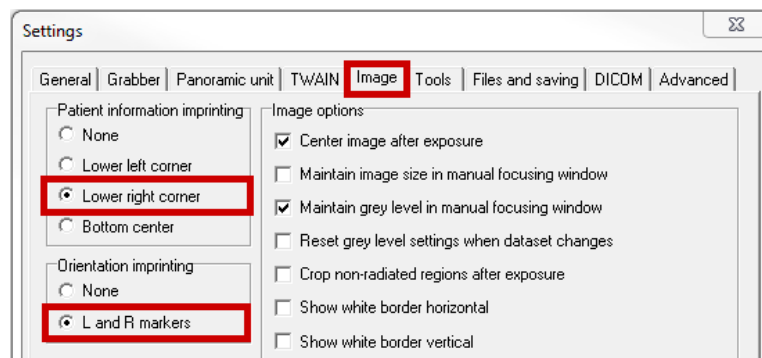 Settings
General Grabber Panoramic unit TWAIN Image Tools Files and saving DICOM Advanced
Patient information imprinting
None
Lower left corner
Lower right corner
Bottom center
Orientation imprinting
None
L and R markers
Image options
Center image after exposure
Maintain image size in manual focusing window
Maintain grey level in manual focusing window
Reset grey level settings when dataset changes
Crop non-radiated regions after exposure
Show white border horizontal
Show white border vertical